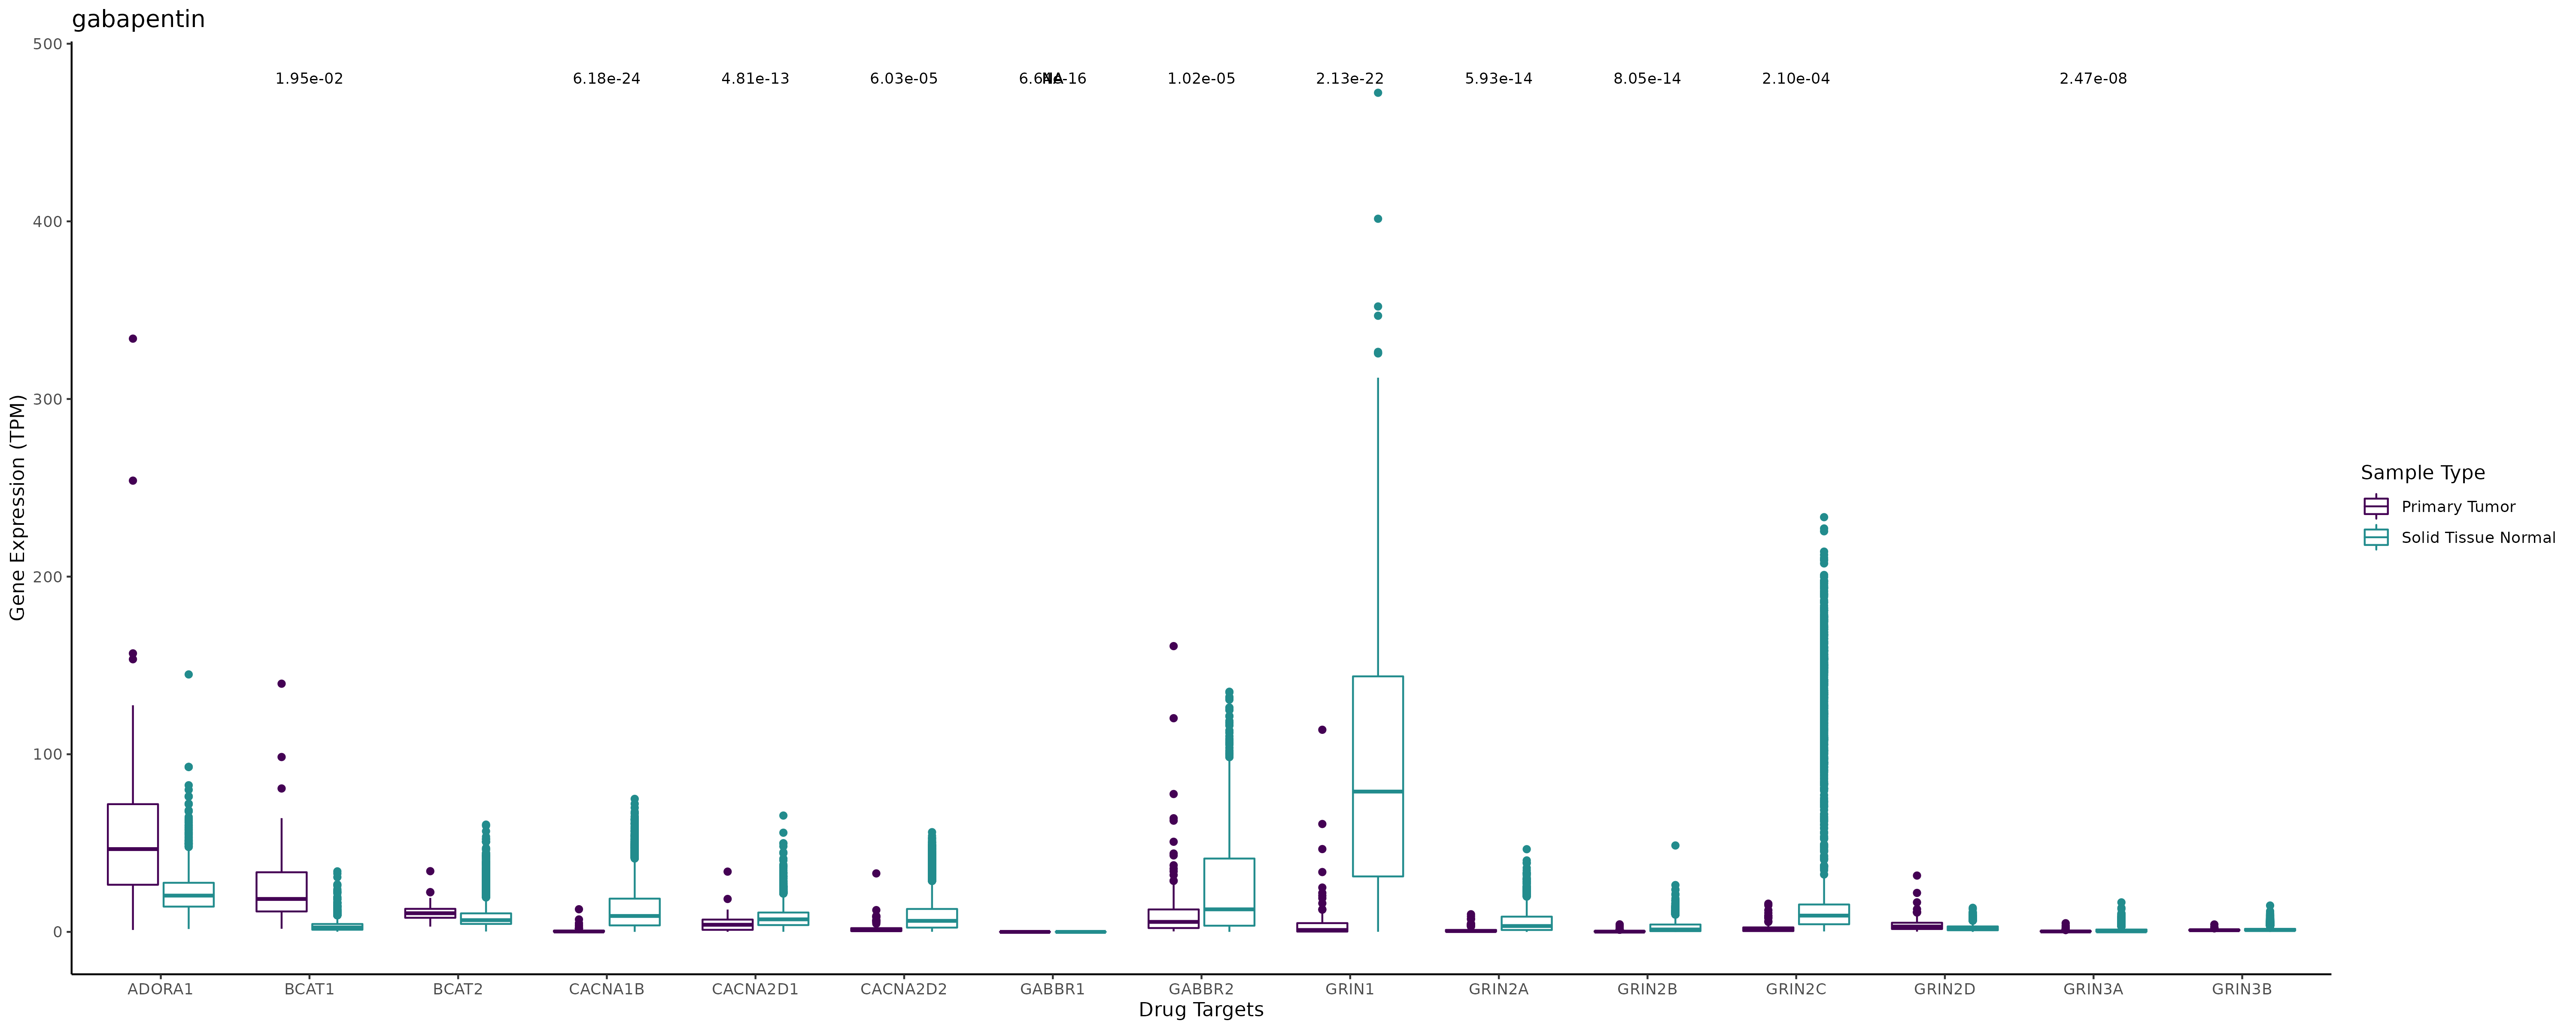 gabapentin
500
400
300
200
100
0
Gene Expression (TPM)
1.95e-02 6.18e-24 4.81e-13 6.03e-05 1.02e-05 2.13e-22 5.93e-14 8.05e-14 2.10e-04 2.47e-08
Sample Type
Primary Tumor
Solid Tissue Normal
ADORA1 BCAT1 BCAT2 CACNA1B CACNA2D1 CACNA2D2 GABBR1 GABBR2 GRIN1 GRIN2A GRIN2B GRIN2C GRIN2D GRIN3A GRIN3B
Drug Targets